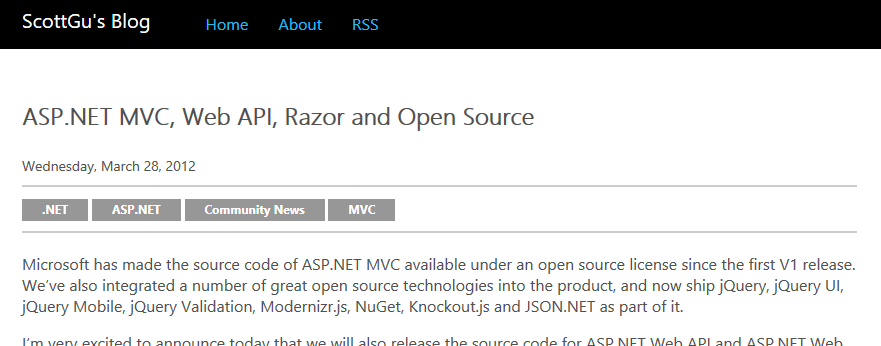 ScottGu's Blog Home About RSS
ASP.NET MVC, Web API, Razor and Open Source
Wednesday, March 28, 2012
.NET ASP.NET Community News MVC
Microsoft has made the source code of ASP.NET MVC available under an open source license since the first V1 release.
We’ve also integrated a number of great open source technologies into the product, and now ship jQuery, jQuery UI,
jQuery Mobile, jQuery Validation, Modernizr.js, NuGet, Knockout.js and JSON.NET as part of it.
I’m very excited to announce today that we will also release the source code for ASP.NET Web API and ASP.NET Web